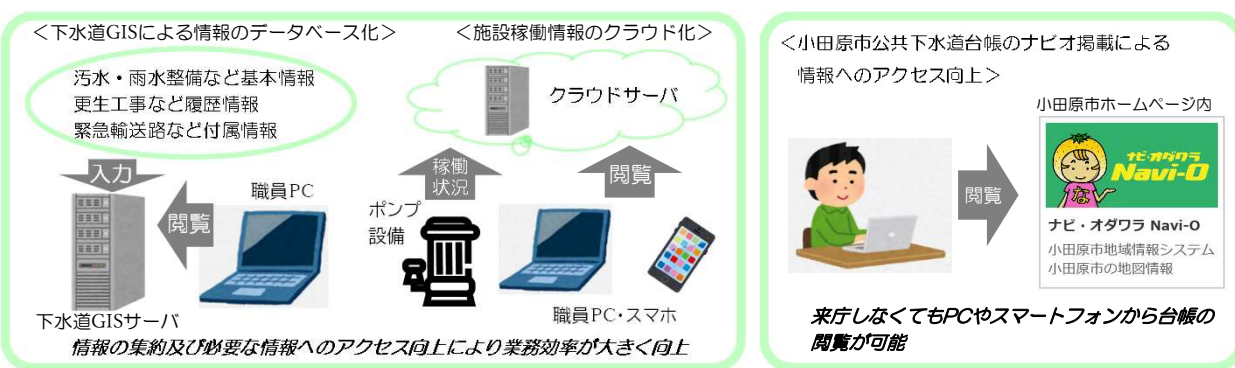 <下水道GISによる情報のデータベース化>
汚水・雨水整備など基本情報
更生工事など履歴情報
緊急輸送路など付属情報
入力
閲覧
職員PC
下水道GISサーバ
<施設稼働情報のクラウド化>
クラウドサーバ
稼働
状況
閲覧
ポンプ
設備
職員PC・スマホ
情報の集約及び必要な情報へのアクセス向上により業務効率が大きく向上
<小田原市公共下水道台帳のナビオ掲載による
情報へのアクセス向上>
小田原市ホームページ内
閲覧
ナビ・オダワラ
Navi-O
な
ナビ・オダワラ Navi-O
小田原市地域情報システム
小田原市の地図情報
来庁しなくてもPCやスマートフォンから台帳の
閲覧が可能